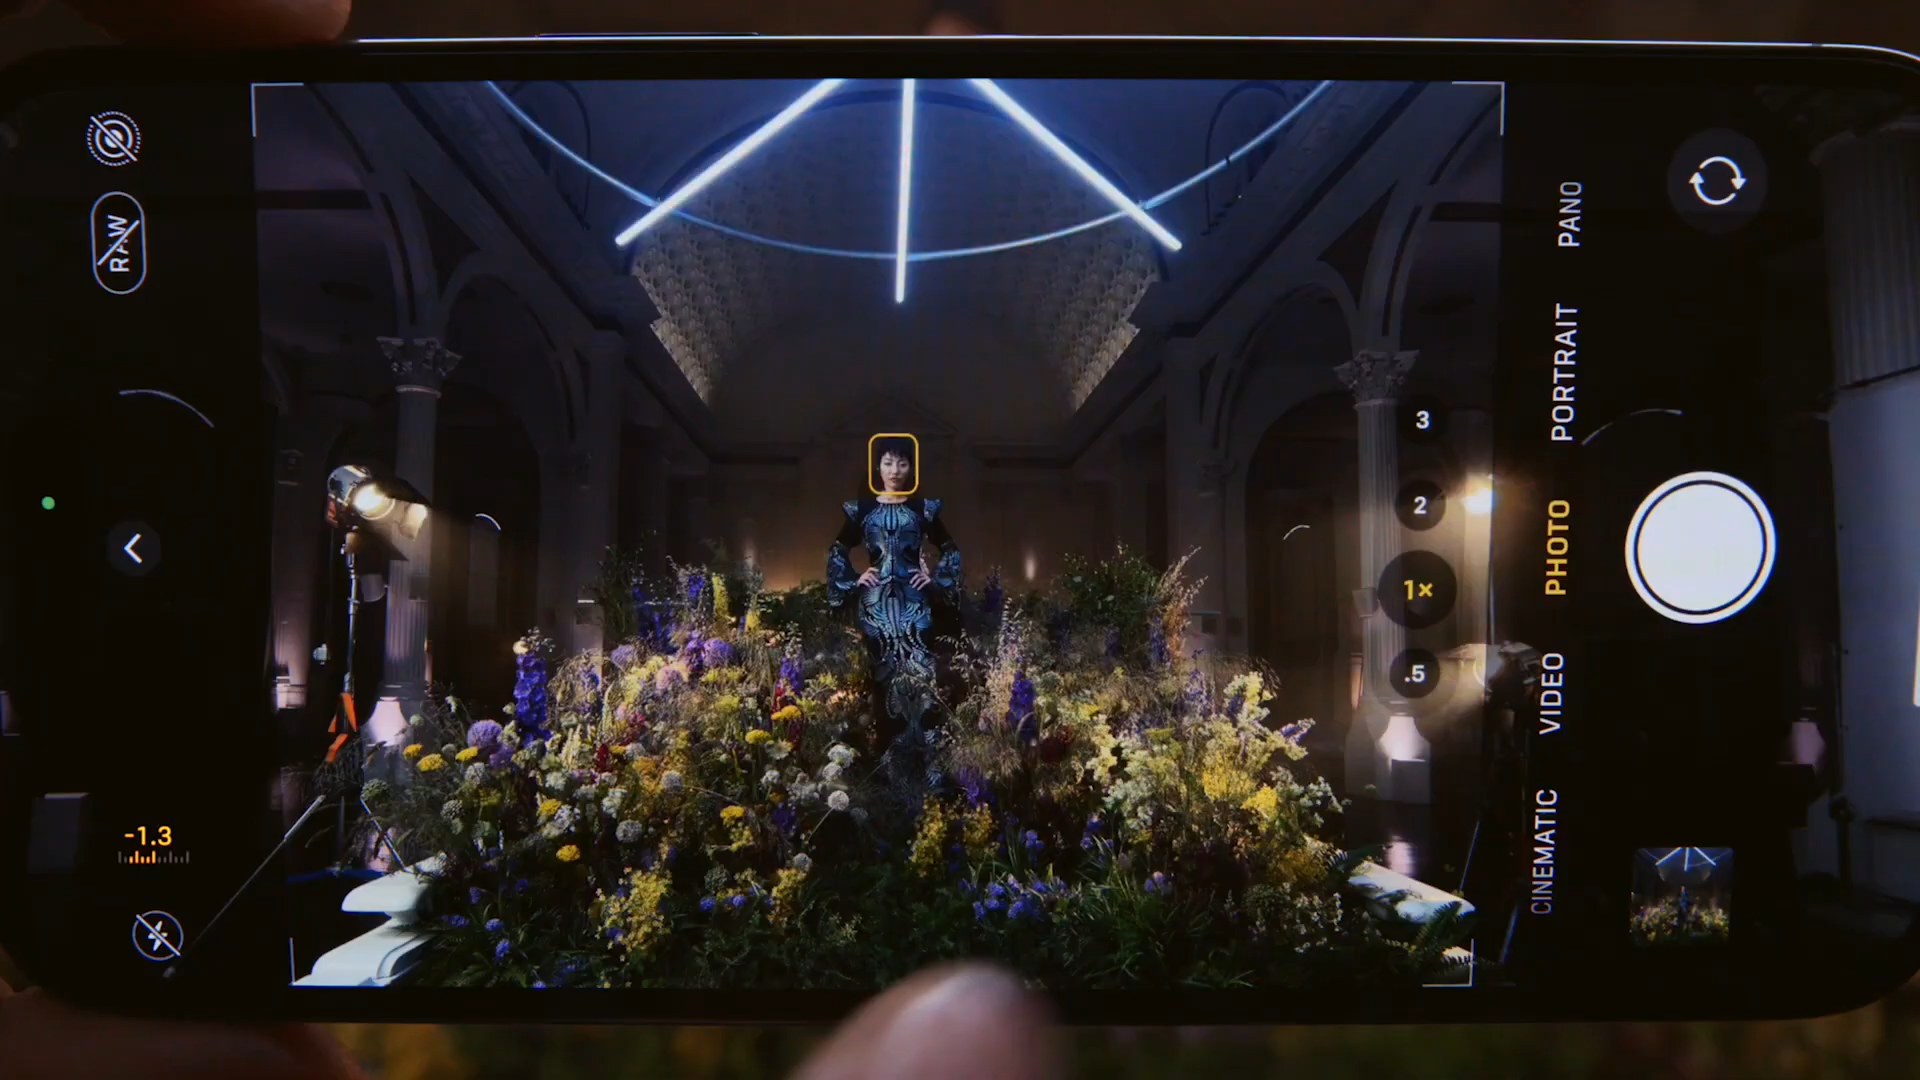 RAW
-1.3
3
2
1×
.5
PANO
PORTRAIT
PHOTO
VIDEO
CINEMATIC